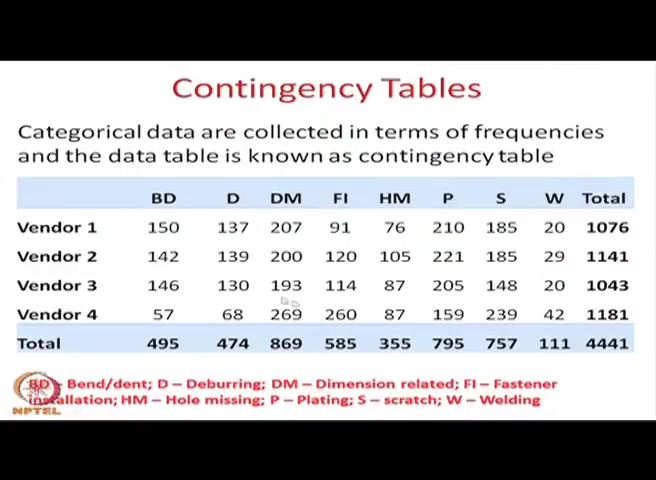 Contingency Tables
Categorical data are collected in terms of frequencies
and the data table is known as contingency table
BD D DM FI HM P S W Total
Vendor 1 150 137 207 91 76 210 185 20 1076
Vendor 2 142 139 200 120 105 221 185 29 1141
Vendor 3 146 130 193 114 87 205 148 20 1043
Vendor 4 57 68 269 260 87 159 239 42 1181
Total 495 474 869 585 355 795 757 111 4441
BD – Bend/dent; D – Deburring; DM – Dimension related; FI – Fastener
installation; HM – Hole missing; P – Plating; S – scratch; W – Welding
NPTEL